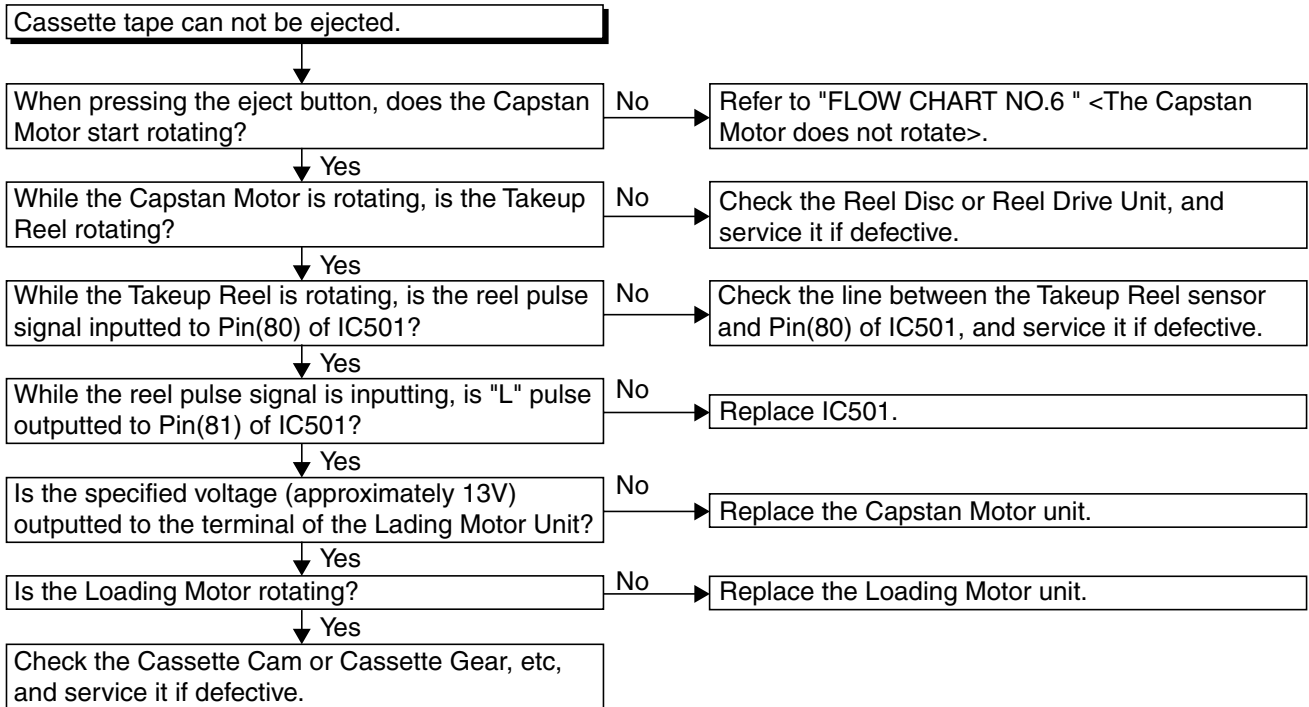 Cassette tape can not be ejected.
When pressing the eject button, does the Capstan
Motor start rotating?
No
Refer to "FLOW CHART NO.6 " <The Capstan
Motor does not rotate>.
Yes
While the Capstan Motor is rotating, is the Takeup
Reel rotating?
No
Check the Reel Disc or Reel Drive Unit, and
service it if defective.
Yes
While the Takeup Reel is rotating, is the reel pulse
signal inputted to Pin(80) of IC501?
No
Check the line between the Takeup Reel sensor
and Pin(80) of IC501, and service it if defective.
Yes
While the reel pulse signal is inputting, is "L" pulse
outputted to Pin(81) of IC501?
No
Replace IC501.
Yes
Is the specified voltage (approximately 13V)
outputted to the terminal of the Lading Motor Unit?
No
Replace the Capstan Motor unit.
Yes
Is the Loading Motor rotating?
No
Replace the Loading Motor unit.
Yes
Check the Cassette Cam or Cassette Gear, etc,
and service it if defective.